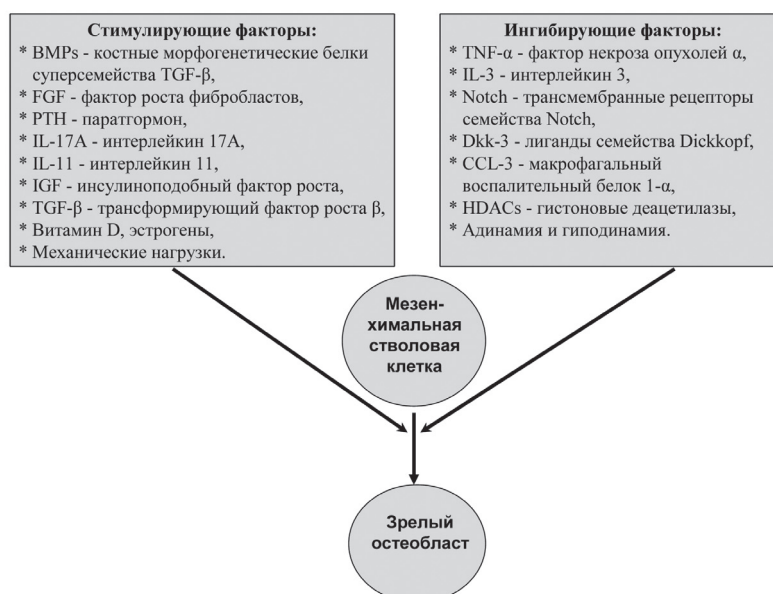 Стимулирующие факторы:
* BMPs - костные морфогенетические белки
суперсемейства TGF-β,
* FGF - фактор роста фибробластов,
* PTH - паратгормон,
* IL-17A - интерлейкин 17А,
* IL-11 - интерлейкин 11,
* IGF - инсулиноподобный фактор роста,
* TGF-β - трансформирующий фактор роста β,
* Витамин D, эстрогены,
* Механические нагрузки.
Ингибирующие факторы:
* TNF-α - фактор некроза опухолей α,
* IL-3 - интерлейкин 3,
* Notch - трансмембранные рецепторы
семейства Notch,
* Dkk-3 - лиганды семейства Dickkopf,
* CCL-3 - макрофагальный
воспалительный белок 1-α,
* HDACs - гистоновые деацетилазы,
* Адинамия и гиподинамия.
Мезен-
химальная
стволовая
клетка
Зрелый
остеобласт